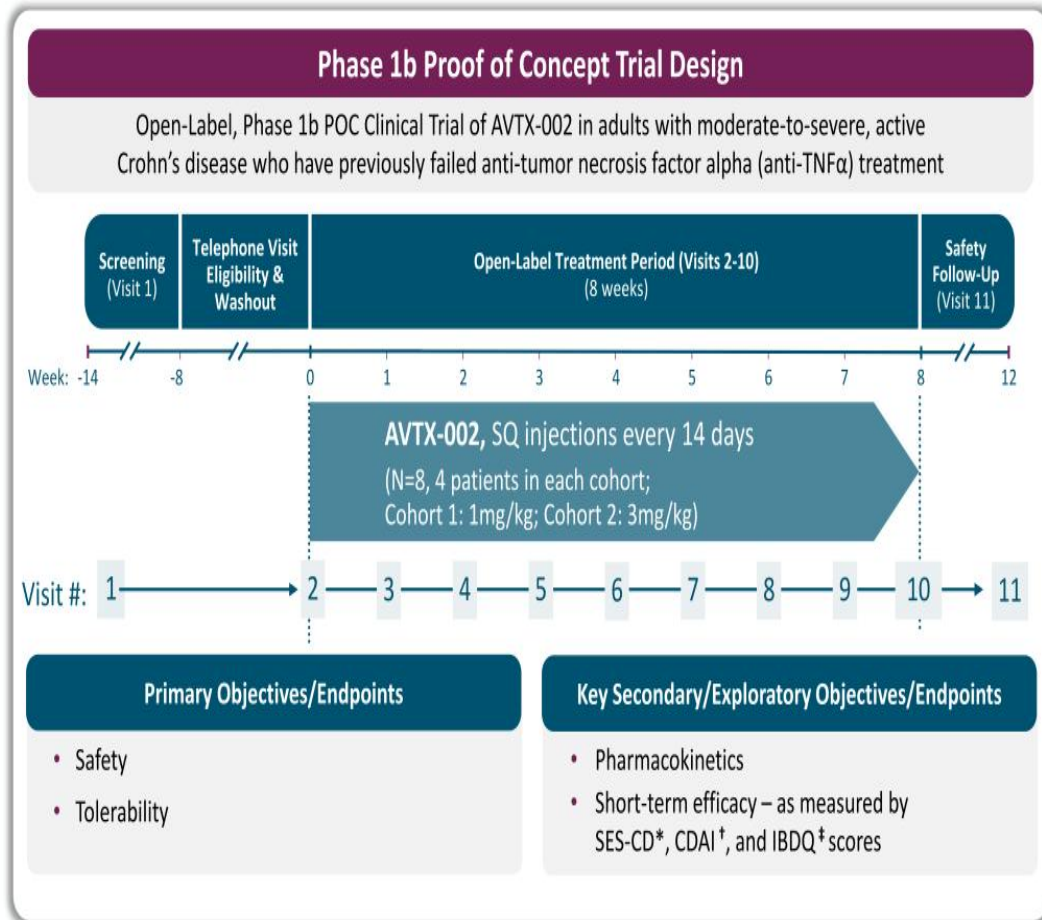 Phase 1b Proof of Concept Trial Design
Open-Label, Phase 1b POC Clinical Trial of AVTX-002 in adults with moderate-to-severe, active
Crohn's disease who have previously failed anti-tumor necrosis factor alpha (anti-TNFα) treatment
Screening
(Visit 1)
Telephone Visit
Eligibility &
Washout
Open-Label Treatment Period (Visits 2-10)
(8 weeks)
Safety
Follow-Up
(Visit 11)
Week: -14 -8 0 1 2 3 4 5 6 7 8 12
AVTX-002, SQ injections every 14 days
(N=8, 4 patients in each cohort;
Cohort 1: 1mg/kg; Cohort 2: 3mg/kg)
Visit #: 1 2 3 4 5 6 7 8 9 10 11
Primary Objectives/Endpoints
• Safety
• Tolerability
Key Secondary/Exploratory Objectives/Endpoints
• Pharmacokinetics
• Short-term efficacy – as measured by
SES-CD*, CDAI†, and IBDQ‡ scores